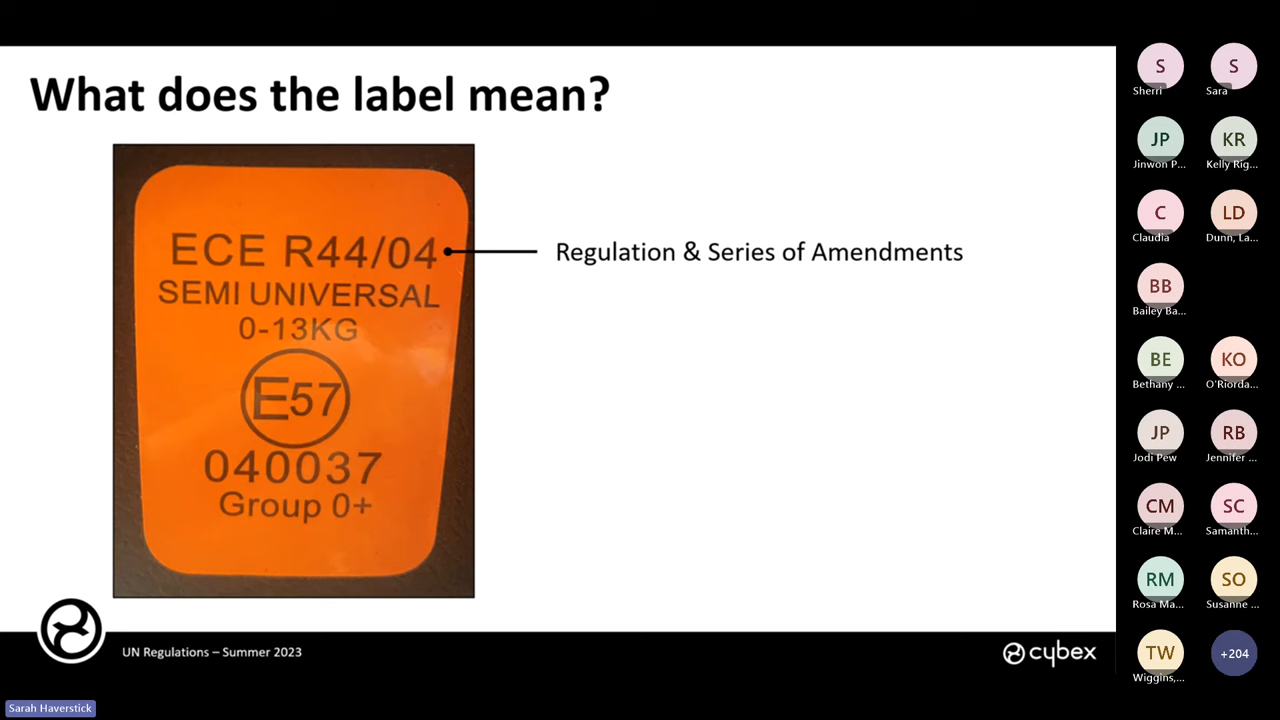 What does the label mean?
ECE R44/04
Regulation & Series of Amendments
SEMI UNIVERSAL
0-13KG
E57
040037
Group 0+
UN Regulations – Summer 2023
cybex
Sarah Haverstick
S
S
Sherri
Sara
JP
KR
Jinwon P...
Kelly Rig...
C
LD
Claudia
Dunn, La...
BB
Bailey Ba...
BE
KO
Bethany ...
O'Riorda...
JP
RB
Jodi Pew
Jennifer ...
CM
SC
Claire M...
Samanth...
RM
SO
Rosa Ma...
Susanne ...
TW
+204
Wiggins,...